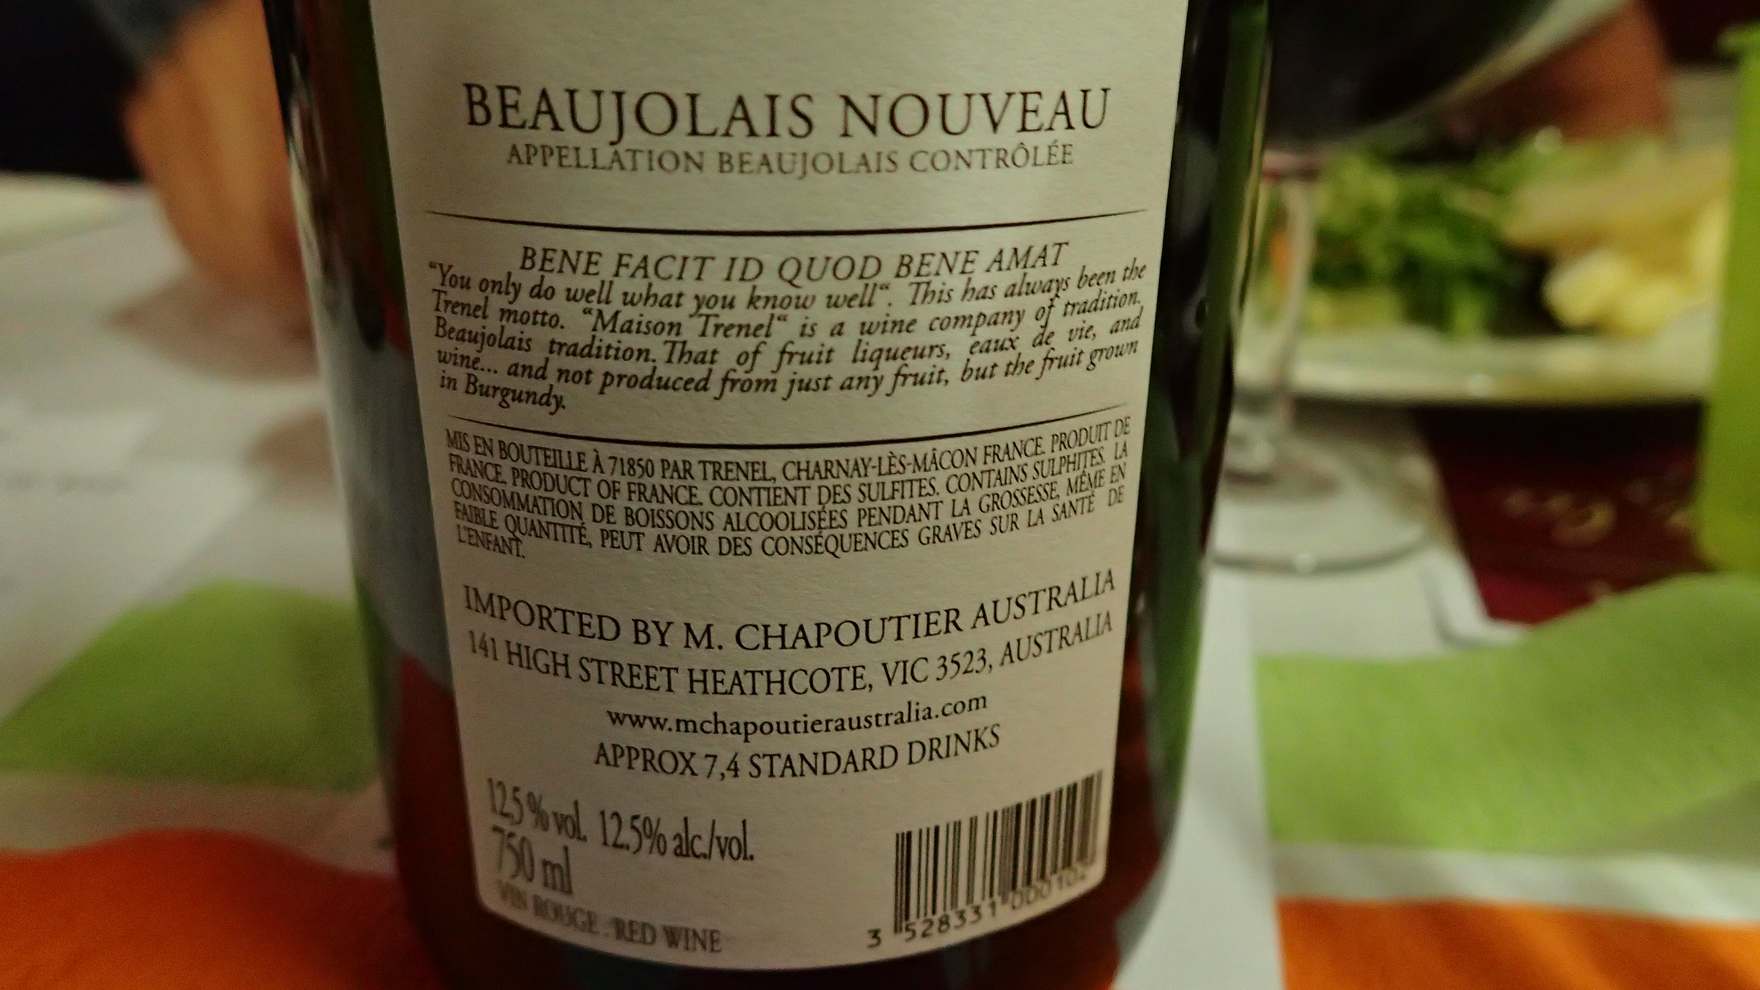 BEAUJOLAIS NOUVEAU
APPELLATION BEAUJOLAIS CONTRÔLÉE
BENE FACIT ID QUOD BENE AMAT
"You only do well what you know well". This has always been the
Trenel motto. "Maison Trenel" is a wine company of tradition.
Beaujolais tradition. That of fruit liqueurs, eaux de vie, and
wine... and not produced from just any fruit, but the fruit grown
in Burgundy.
MIS EN BOUTEILLE À 71850 PAR TRENEL, CHARNAY-LÈS-MÂCON FRANCE. PRODUIT DE
FRANCE, PRODUCT OF FRANCE. CONTIENT DES SULFITES. CONTAINS SULPHITES. LA
CONSOMMATION DE BOISSONS ALCOOLISÉES PENDANT LA GROSSESSE, MÊME EN
FAIBLE QUANTITÉ, PEUT AVOIR DES CONSÉQUENCES GRAVES SUR LA SANTÉ DE
L'ENFANT.
IMPORTED BY M. CHAPOUTIER AUSTRALIA
141 HIGH STREET HEATHCOTE, VIC 3523, AUSTRALIA
www.mchapoutieraustralia.com
APPROX 7,4 STANDARD DRINKS
12,5 % vol. 12.5% alc./vol.
750 ml
VIN ROUGE - RED WINE
3 528331 000102